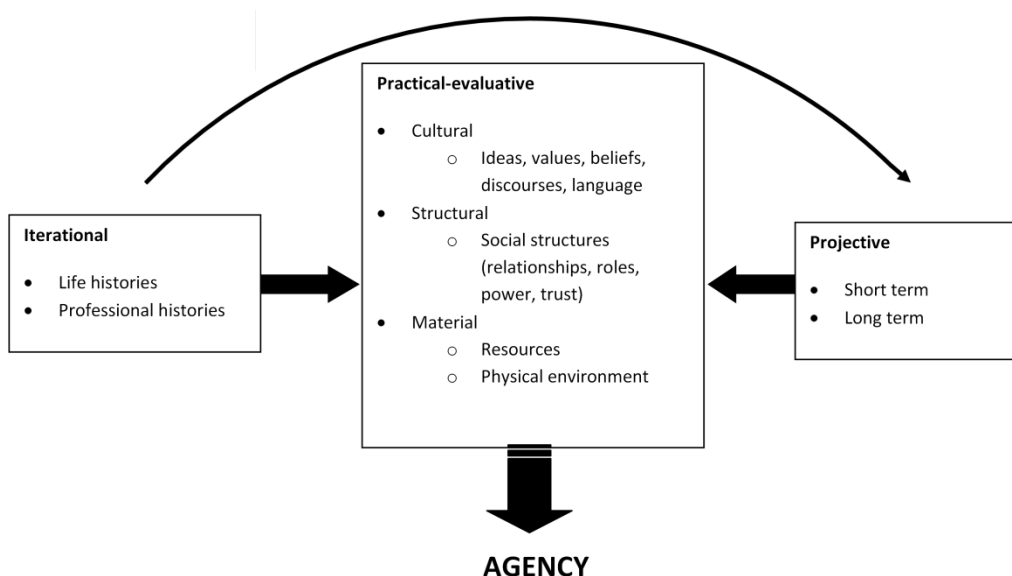 Practical-evaluative
• Cultural
o Ideas, values, beliefs,
discourses, language
• Structural
o Social structures
(relationships, roles,
power, trust)
• Material
o Resources
o Physical environment
Iterational
• Life histories
• Professional histories
Projective
• Short term
• Long term
AGENCY